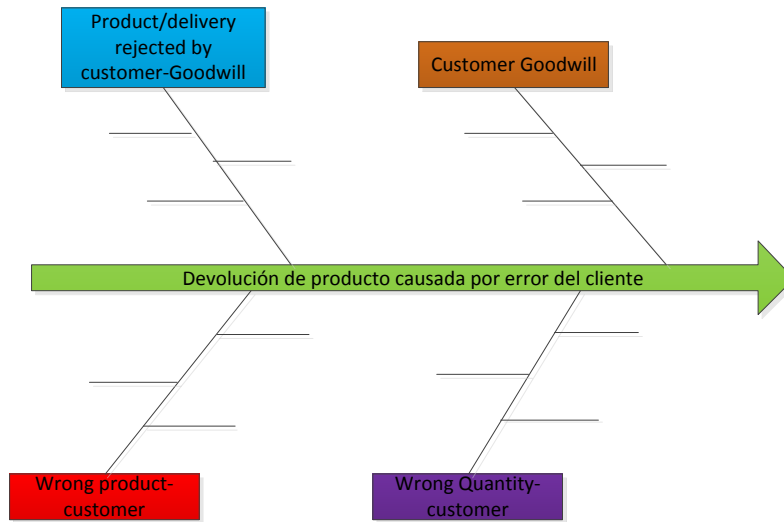 Product/delivery
rejected by
customer-Goodwill
Customer Goodwill
Devolución de producto causada por error del cliente
Wrong product-
customer
Wrong Quantity-
customer